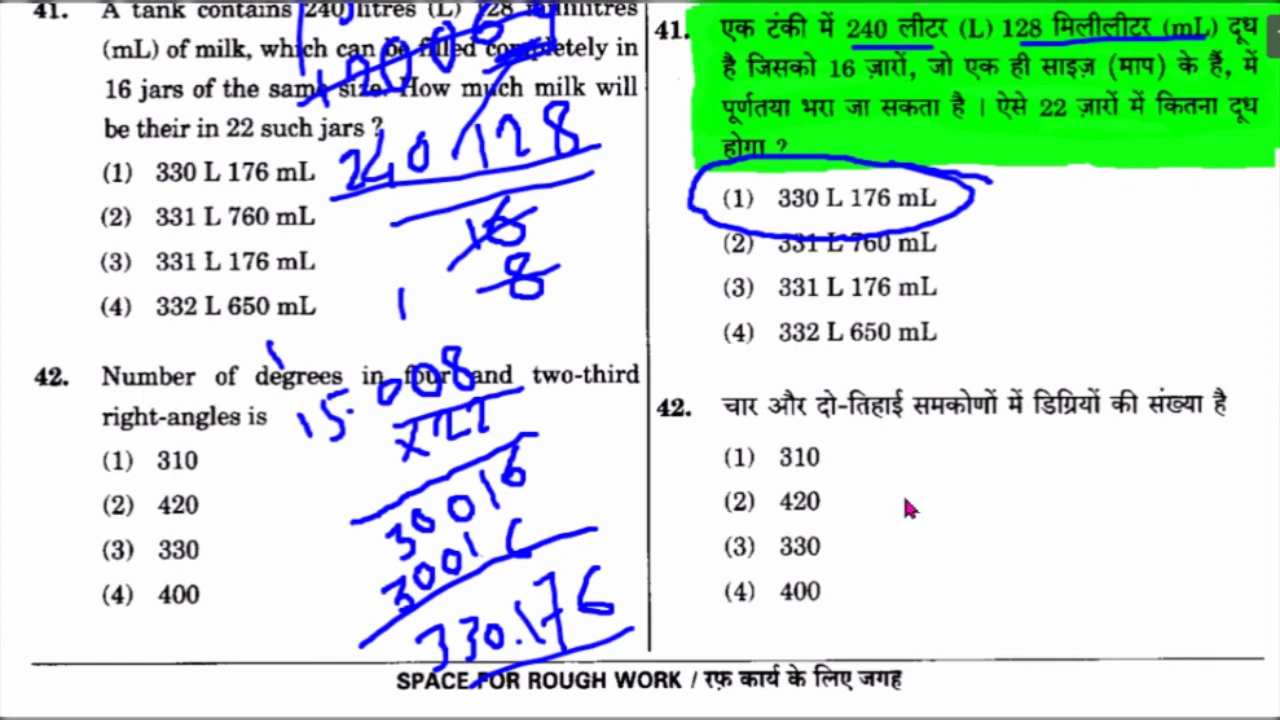 41. A tank contains 240 litres (L) 128 millilitres
(mL) of milk, which can be filled completely in
16 jars of the same size. How much milk will
be their in 22 such jars ?
(1) 330 L 176 mL
(2) 331 L 760 mL
(3) 331 L 176 mL
(4) 332 L 650 mL
42. Number of degrees in four and two-third
right-angles is
(1) 310
(2) 420
(3) 330
(4) 400
240 128
16
8
1
15.008
x22
30016
30016
330.176
41. एक टंकी में 240 लीटर (L) 128 मिलीलीटर (mL) दूध
है जिसको 16 ज़ारों, जो एक ही साइज़ (माप) के हैं, में
पूर्णतया भरा जा सकता है । ऐसे 22 ज़ारों में कितना दूध
होगा ?
(1) 330 L 176 mL
(2) 331 L 760 mL
(3) 331 L 176 mL
(4) 332 L 650 mL
42. चार और दो-तिहाई समकोणों में डिग्रियों की संख्या है
(1) 310
(2) 420
(3) 330
(4) 400
SPACE FOR ROUGH WORK / रफ़ कार्य के लिए जगह